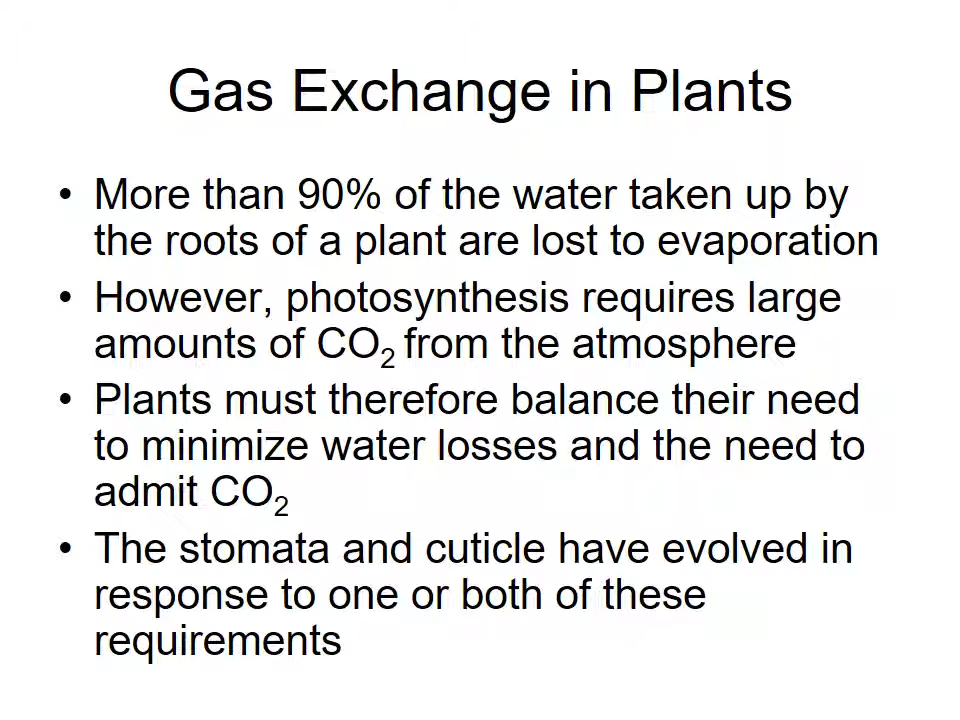 Gas Exchange in Plants
• More than 90% of the water taken up by
the roots of a plant are lost to evaporation
• However, photosynthesis requires large
amounts of CO₂ from the atmosphere
• Plants must therefore balance their need
to minimize water losses and the need to
admit CO₂
• The stomata and cuticle have evolved in
response to one or both of these
requirements